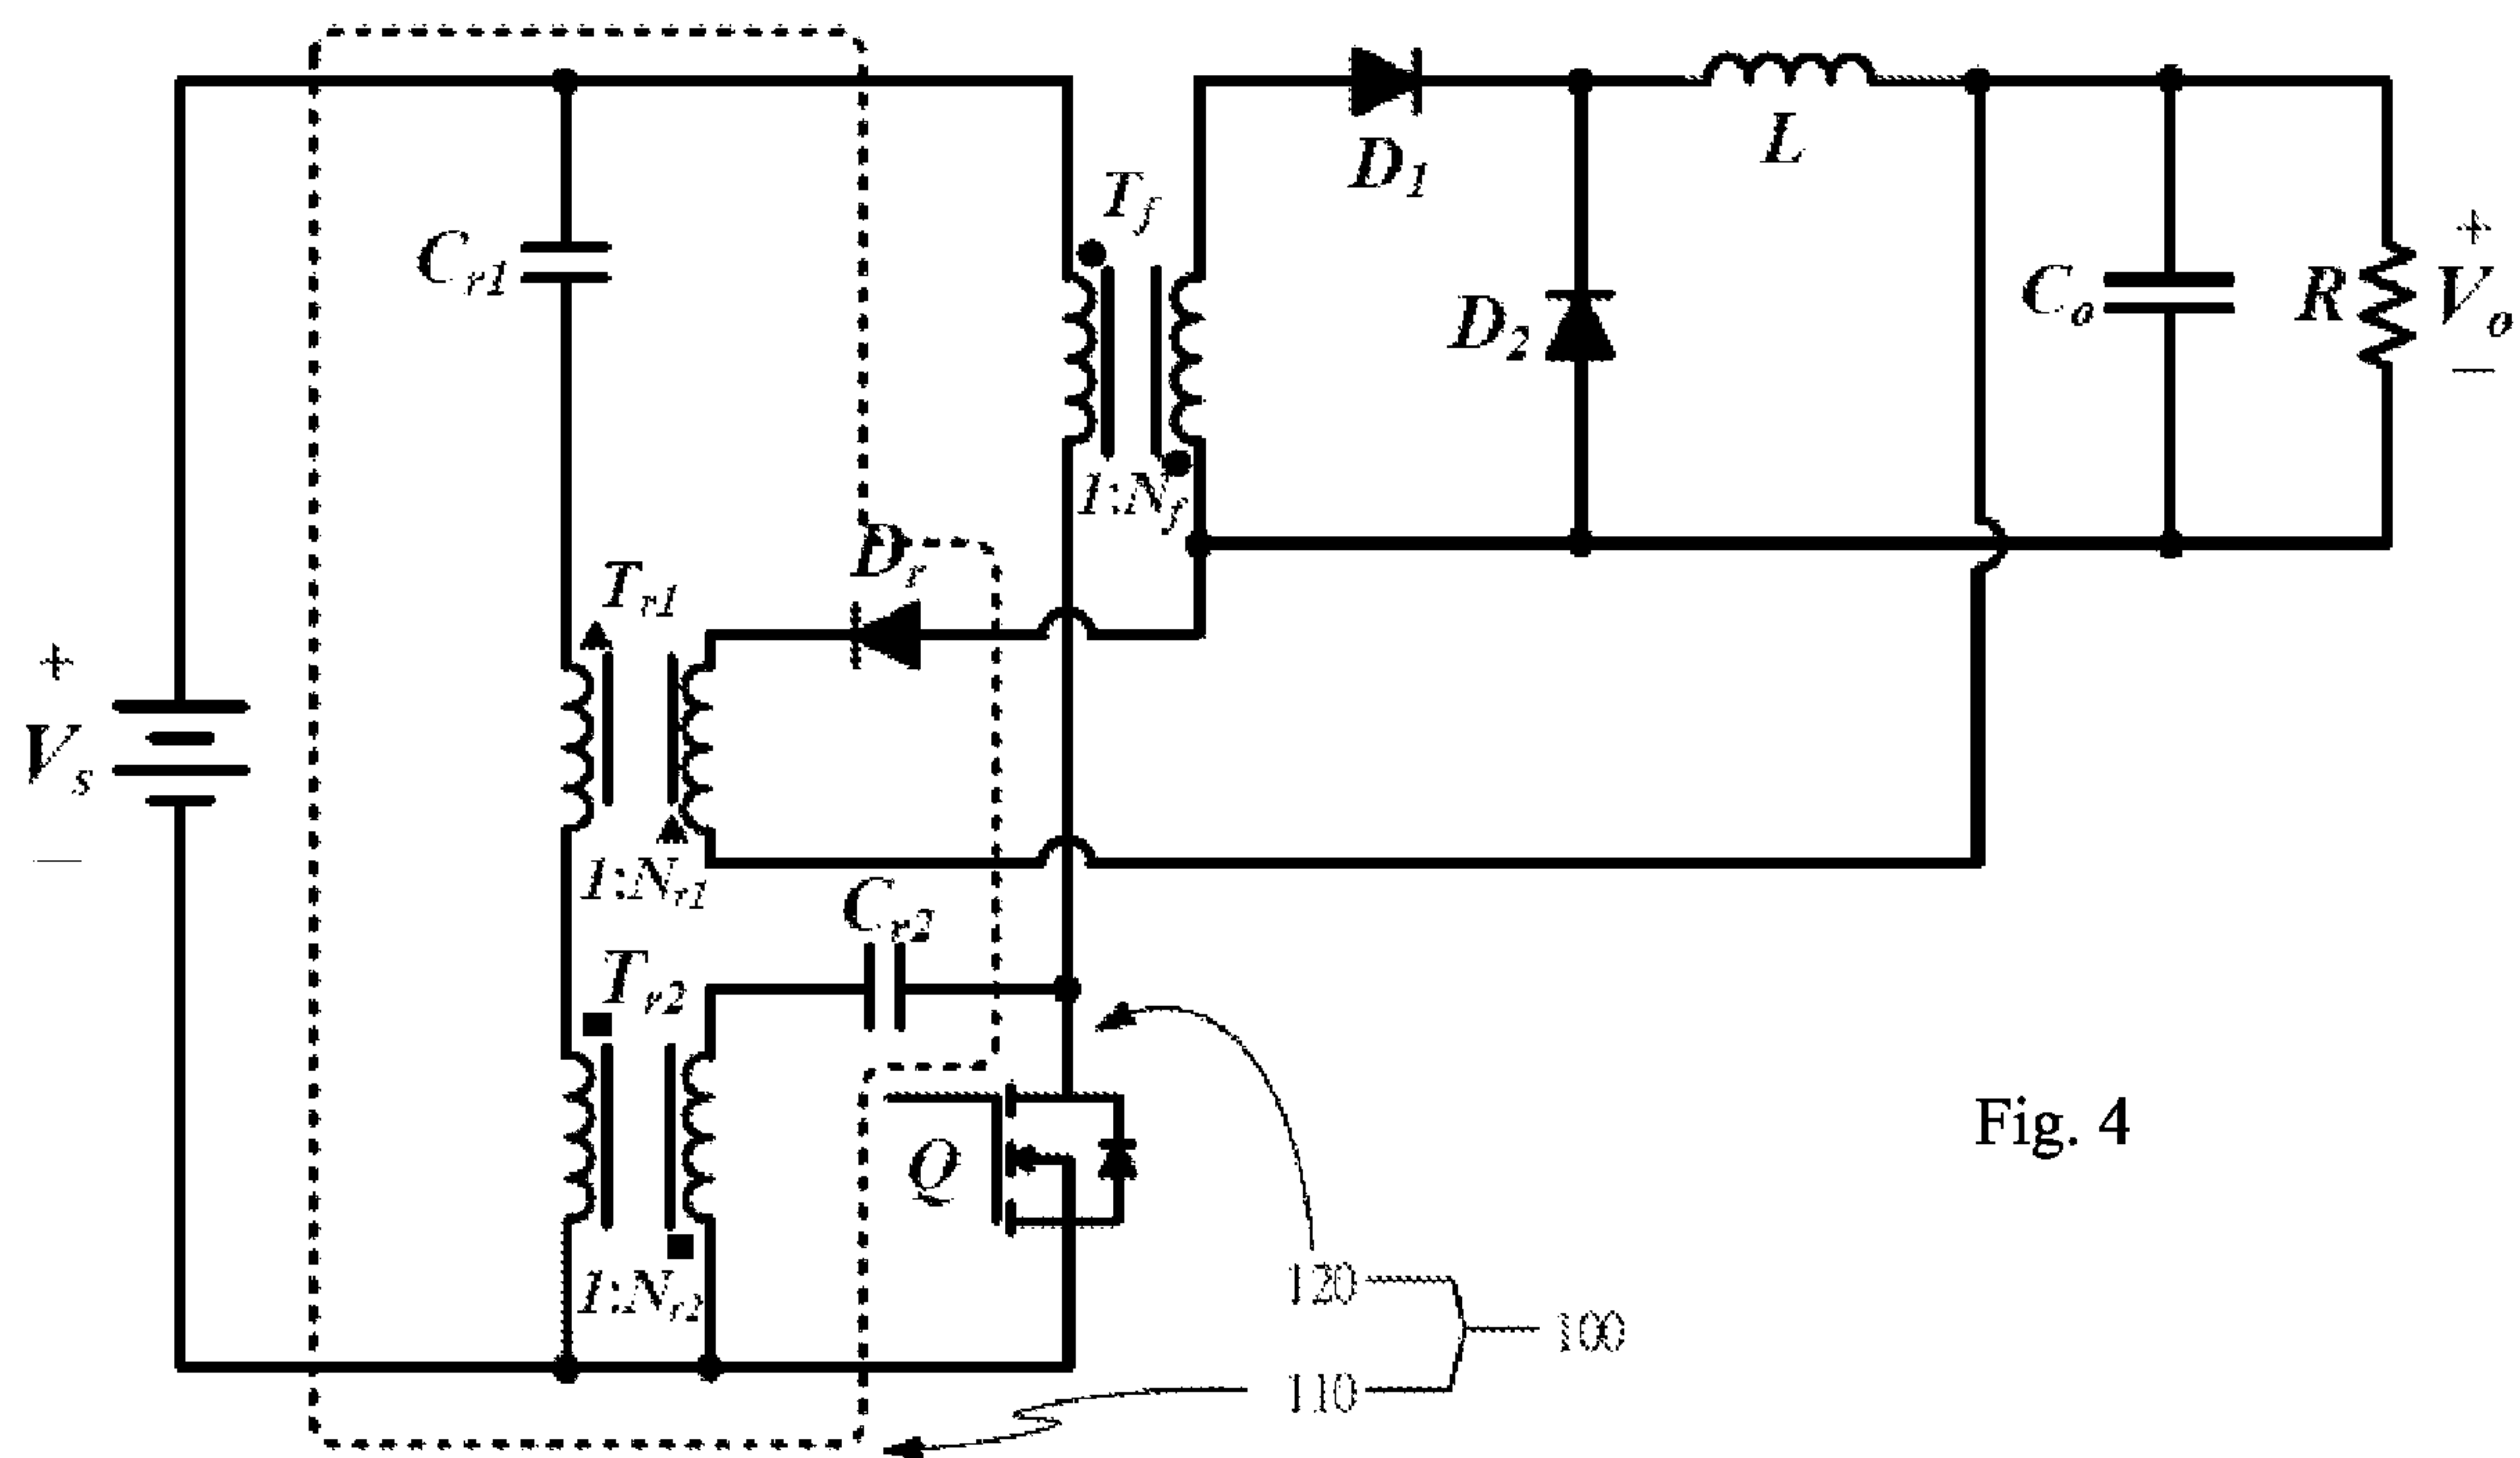 D1
L
Tf
Cr1
Co
R
+
Vo
−
D2
1:Nf
Dr
Tr1
+
Vs
−
1:Nr1
Cr2
Tr2
Fig. 4
Q
1:Nr2
120
100
110